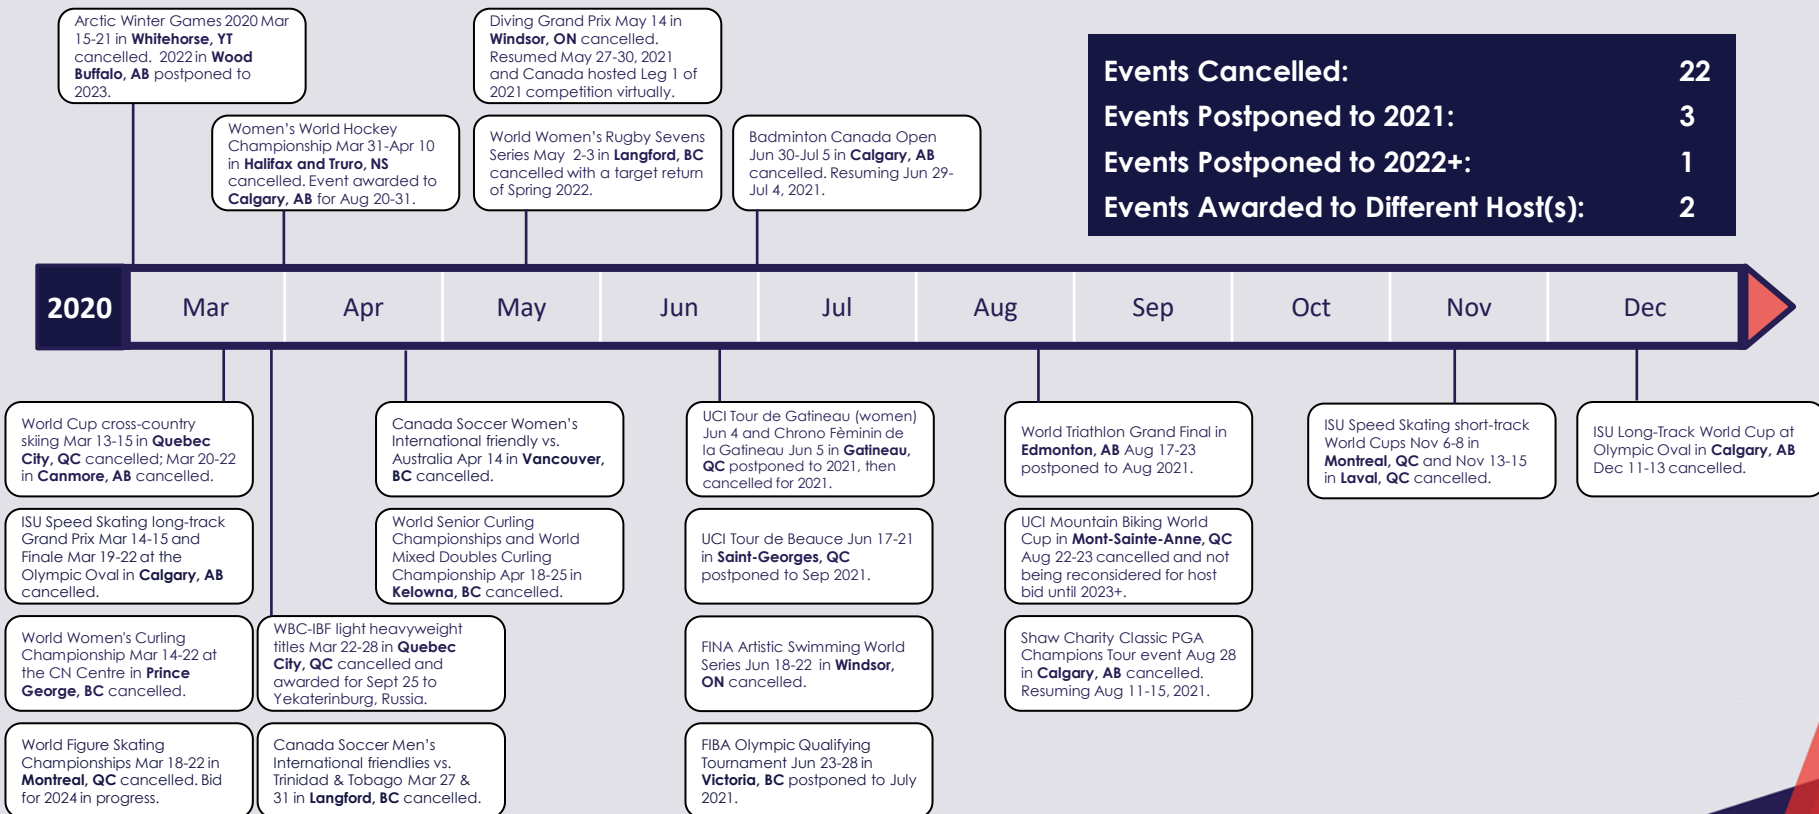 Arctic Winter Games 2020 Mar
15-21 in Whitehorse, YT
cancelled. 2022 in Wood
Buffalo, AB postponed to
2023.
Diving Grand Prix May 14 in
Windsor, ON cancelled.
Resumed May 27-30, 2021
and Canada hosted Leg 1 of
2021 competition virtually.
Events Cancelled: 22
Events Postponed to 2021: 3
Events Postponed to 2022+: 1
Events Awarded to Different Host(s): 2
Women's World Hockey
Championship Mar 31-Apr 10
in Halifax and Truro, NS
cancelled. Event awarded to
Calgary, AB for Aug 20-31.
World Women's Rugby Sevens
Series May 2-3 in Langford, BC
cancelled with a target return
of Spring 2022.
Badminton Canada Open
Jun 30-Jul 5 in Calgary, AB
cancelled. Resuming Jun 29-
Jul 4, 2021.
2020 Mar Apr May Jun Jul Aug Sep Oct Nov Dec
World Cup cross-country
skiing Mar 13-15 in Quebec
City, QC cancelled; Mar 20-22
in Canmore, AB cancelled.
Canada Soccer Women's
International friendly vs.
Australia Apr 14 in Vancouver,
BC cancelled.
UCI Tour de Gatineau (women)
Jun 4 and Chrono Fèminin de
la Gatineau Jun 5 in Gatineau,
QC postponed to 2021, then
cancelled for 2021.
World Triathlon Grand Final in
Edmonton, AB Aug 17-23
postponed to Aug 2021.
ISU Speed Skating short-track
World Cups Nov 6-8 in
Montreal, QC and Nov 13-15
in Laval, QC cancelled.
ISU Long-Track World Cup at
Olympic Oval in Calgary, AB
Dec 11-13 cancelled.
ISU Speed Skating long-track
Grand Prix Mar 14-15 and
Finale Mar 19-22 at the
Olympic Oval in Calgary, AB
cancelled.
World Senior Curling
Championships and World
Mixed Doubles Curling
Championship Apr 18-25 in
Kelowna, BC cancelled.
UCI Tour de Beauce Jun 17-21
in Saint-Georges, QC
postponed to Sep 2021.
UCI Mountain Biking World
Cup in Mont-Sainte-Anne, QC
Aug 22-23 cancelled and not
being reconsidered for host
bid until 2023+.
World Women's Curling
Championship Mar 14-22 at
the CN Centre in Prince
George, BC cancelled.
WBC-IBF light heavyweight
titles Mar 22-28 in Quebec
City, QC cancelled and
awarded for Sept 25 to
Yekaterinburg, Russia.
FINA Artistic Swimming World
Series Jun 18-22 in Windsor,
ON cancelled.
Shaw Charity Classic PGA
Champions Tour event Aug 28
in Calgary, AB cancelled.
Resuming Aug 11-15, 2021.
World Figure Skating
Championships Mar 18-22 in
Montreal, QC cancelled. Bid
for 2024 in progress.
Canada Soccer Men's
International friendlies vs.
Trinidad & Tobago Mar 27 &
31 in Langford, BC cancelled.
FIBA Olympic Qualifying
Tournament Jun 23-28 in
Victoria, BC postponed to July
2021.